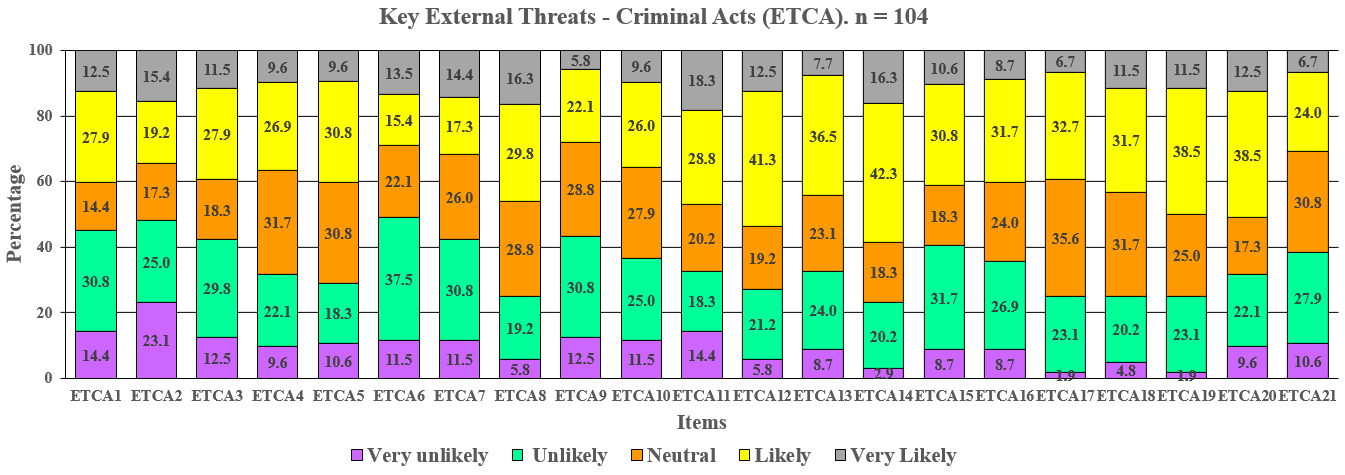 Key External Threats - Criminal Acts (ETCA). n = 104
Percentage
100
80
60
40
20
0
12.5 15.4 11.5 9.6 9.6 13.5 14.4 16.3 5.8 9.6 18.3 12.5 7.7 16.3 10.6 8.7 6.7 11.5 11.5 12.5 6.7
27.9 19.2 27.9 26.9 30.8 15.4 17.3 29.8 22.1 26.0 28.8 41.3 36.5 42.3 30.8 31.7 32.7 31.7 38.5 38.5 24.0
14.4 17.3 18.3 31.7 30.8 22.1 26.0 28.8 28.8 27.9 20.2 19.2 23.1 18.3 18.3 24.0 35.6 31.7 25.0 17.3 30.8
30.8 25.0 29.8 22.1 18.3 37.5 30.8 19.2 30.8 25.0 18.3 21.2 24.0 20.2 31.7 26.9 23.1 20.2 23.1 22.1 27.9
14.4 23.1 12.5 9.6 10.6 11.5 11.5 5.8 12.5 11.5 14.4 5.8 8.7 2.9 8.7 8.7 1.9 4.8 1.9 9.6 10.6
ETCA1 ETCA2 ETCA3 ETCA4 ETCA5 ETCA6 ETCA7 ETCA8 ETCA9 ETCA10 ETCA11 ETCA12 ETCA13 ETCA14 ETCA15 ETCA16 ETCA17 ETCA18 ETCA19 ETCA20 ETCA21
Items
Very unlikely Unlikely Neutral Likely Very Likely